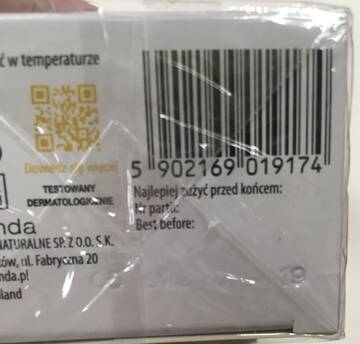 ć w temperaturze
Dowiedz się więcej
TESTOWANY
DERMATOLOGICZNIE
5 902169 019174
Najlepiej zużyć przed końcem:
Nr partii:
Best before:
nda
NATURALNE SP. Z O.O. S.K.
ków, ul. Fabryczna 20
nda.pl
land
19